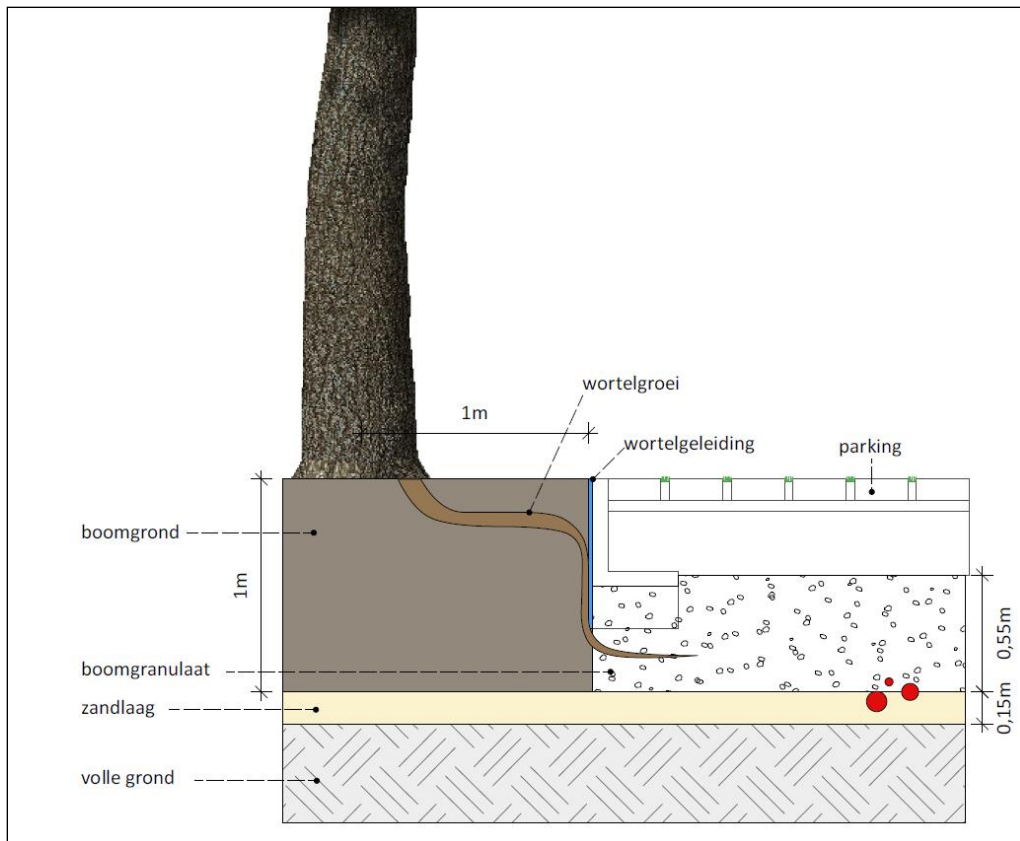 wortelgroei
1m
wortelgeleiding
parking
boomgrond
1m
0,55m
boomgranulaat
zandlaag
0,15m
volle grond